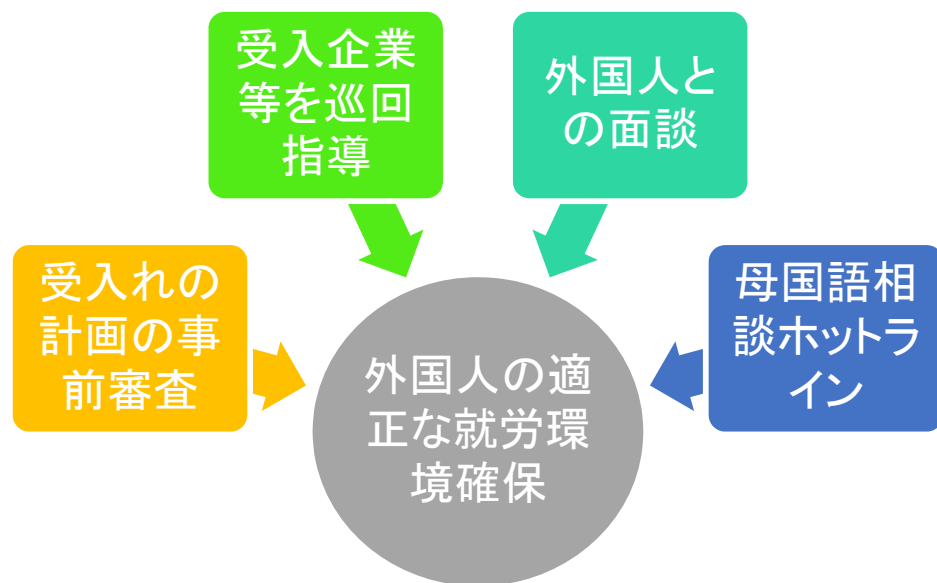 受入企業
等を巡回
指導
外国人と
の面談
受入れの
計画の事
前審査
母国語相
談ホットラ
イン
外国人の適
正な就労環
境確保